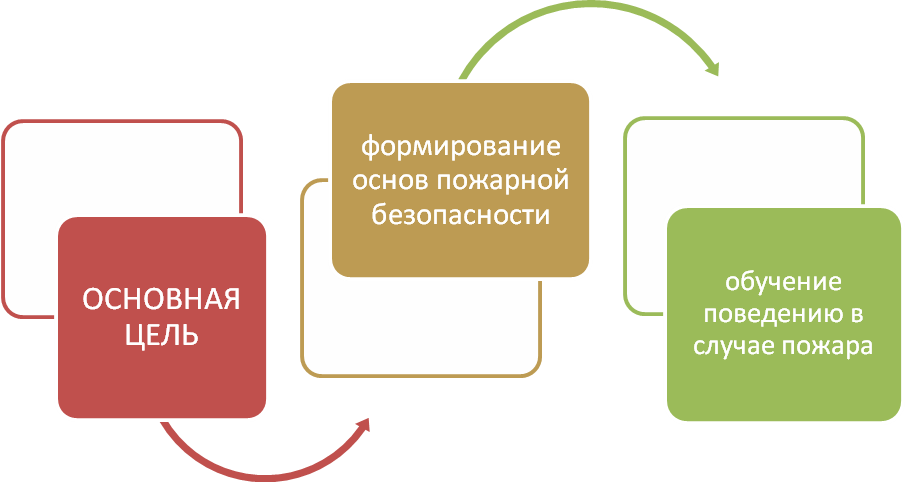 ОСНОВНАЯ
ЦЕЛЬ
формирование
основ пожарной
безопасности
обучение
поведению в
случае пожара